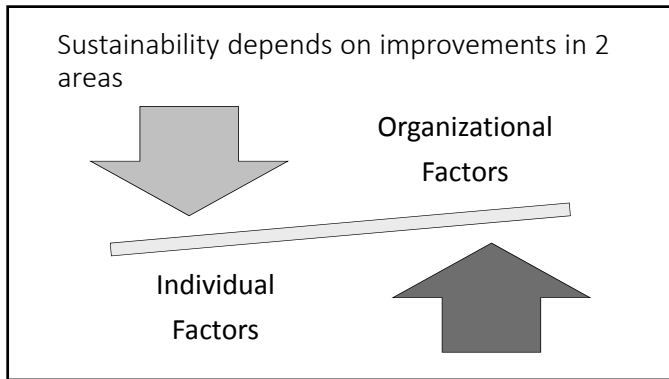 Sustainability depends on improvements in 2
areas
Organizational
Factors
Individual
Factors